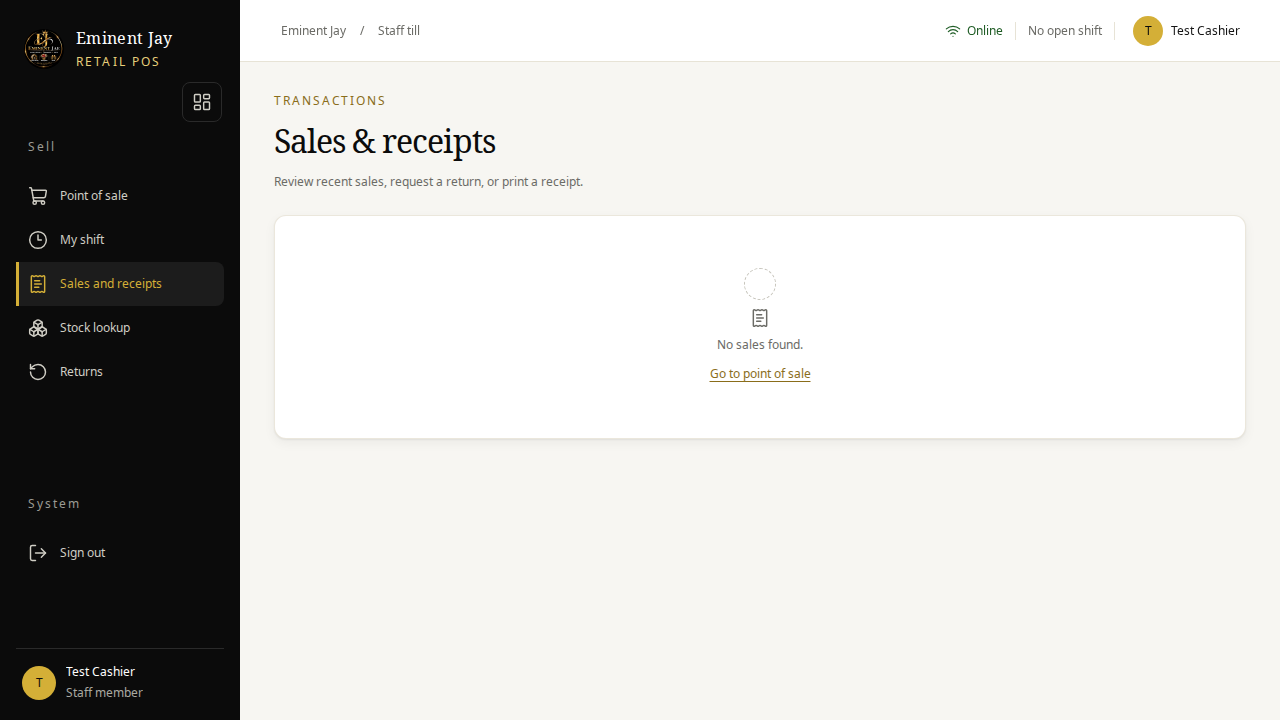 Eminent Jay
RETAIL POS
Sell
Point of sale
My shift
Sales and receipts
Stock lookup
Returns
System
Sign out
T
Test Cashier
Staff member
Eminent Jay / Staff till
Online
No open shift
T
Test Cashier
TRANSACTIONS
Sales & receipts
Review recent sales, request a return, or print a receipt.
No sales found.
Go to point of sale